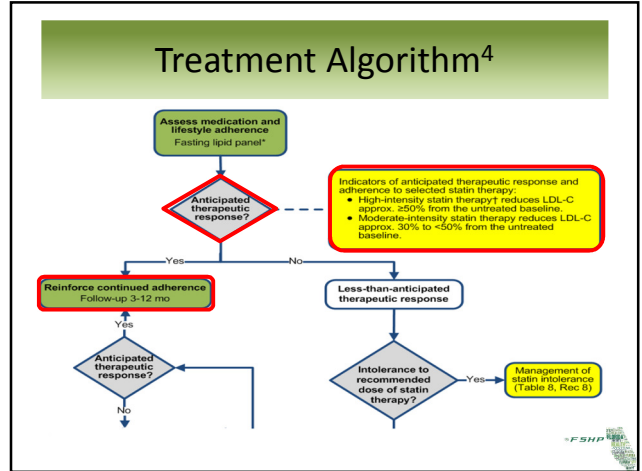 Treatment Algorithm4
Assess medication and
lifestyle adherence
Fasting lipid panel*
Anticipated
therapeutic
response?
Indicators of anticipated therapeutic response and
adherence to selected statin therapy:
• High-intensity statin therapy† reduces LDL-C
approx. ≥50% from the untreated baseline.
• Moderate-intensity statin therapy reduces LDL-C
approx. 30% to <50% from the untreated
baseline.
Yes
No
Reinforce continued adherence
Follow-up 3-12 mo
Less-than-anticipated
therapeutic response
Yes
Anticipated
therapeutic
response?
Intolerance to
recommended
dose of statin
therapy?
Yes
Management of
statin intolerance
(Table 8, Rec 8)
No
FSHP